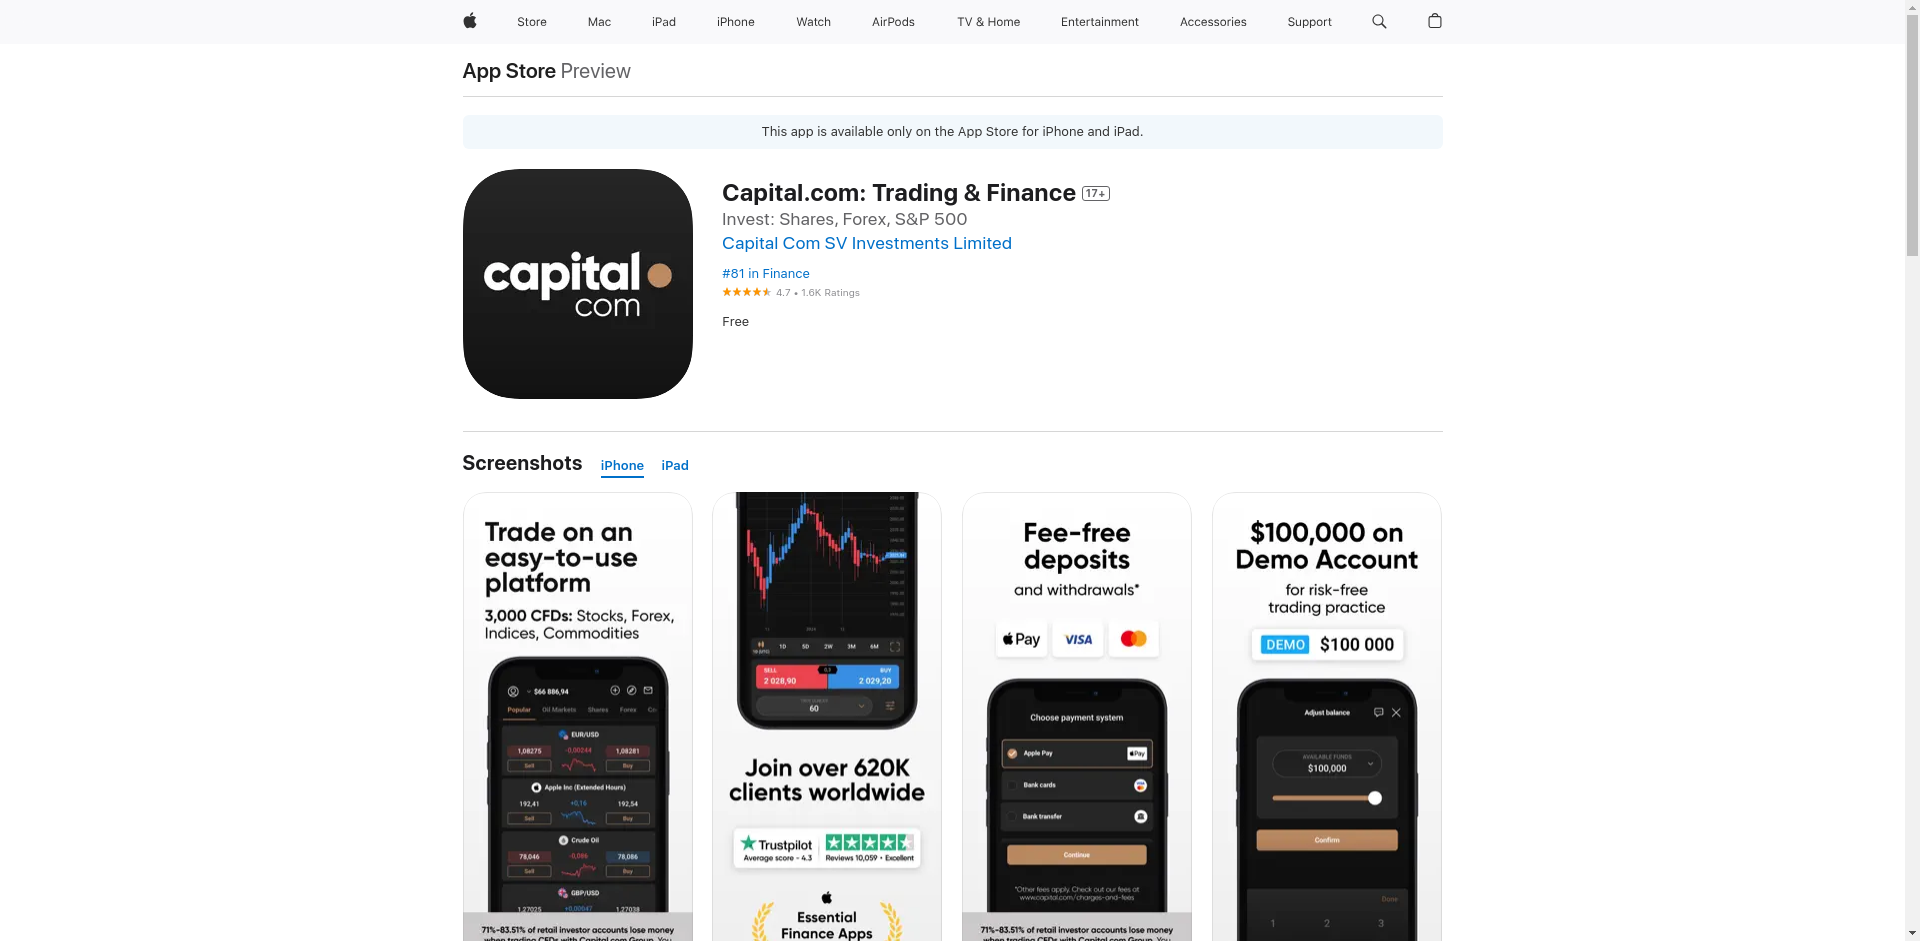 Store Mac iPad iPhone Watch AirPods TV & Home Entertainment Accessories Support
App Store Preview
This app is available only on the App Store for iPhone and iPad.
capital
com
Capital.com: Trading & Finance 17+
Invest: Shares, Forex, S&P 500
Capital Com SV Investments Limited
#81 in Finance
4.7 • 1.6K Ratings
Free
Screenshots iPhone iPad
Trade on an
easy-to-use
platform
3,000 CFDs: Stocks, Forex,
Indices, Commodities
$66 886,94
Popular Oil Markets Shares Forex
EUR/USD
1,08275 -0,00244 1,08281
Sell Buy
Apple Inc (Extended Hours)
192,41 +0,16 192,54
Sell Buy
Crude Oil
78,046 -0,086 78,086
Sell Buy
GBP/USD
1,27025 +0,00047 1,27038
71%-83.51% of retail investor accounts lose money
when trading CFDs with Capital.com Group. You
1D 5D 2W 3M 6M
SELL BUY
2 028,90 2 029,20
60
Join over 620K
clients worldwide
Trustpilot
Average score - 4.3 Reviews 10,059 • Excellent
Essential
Finance Apps
Fee-free
deposits
and withdrawals*
Pay VISA
Choose payment system
Apple Pay Pay
Bank cards
Bank transfer
Continue
*Other fees apply. Check out our fees at
www.capital.com/charges-and-fees
71%-83.51% of retail investor accounts lose money
when trading CFDs with Capital.com Group. You
$100,000 on
Demo Account
for risk-free
trading practice
DEMO $100 000
Adjust balance
AVAILABLE FUNDS
$100,000
Confirm
Done
1 2 3